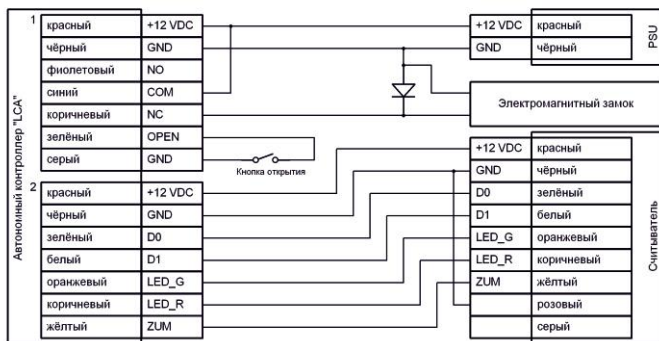 Автономный контроллер "LCA"
1
красный +12 VDC
чёрный GND
фиолетовый NO
синий COM
коричневый NC
зелёный OPEN
серый GND
Кнопка открытия
2
красный +12 VDC
чёрный GND
зелёный D0
белый D1
оранжевый LED_G
коричневый LED_R
жёлтый ZUM
+12 VDC красный
GND чёрный
PSU
Электромагнитный замок
+12 VDC красный
GND чёрный
D0 зелёный
D1 белый
LED_G оранжевый
LED_R коричневый
ZUM жёлтый
розовый
серый
Считыватель